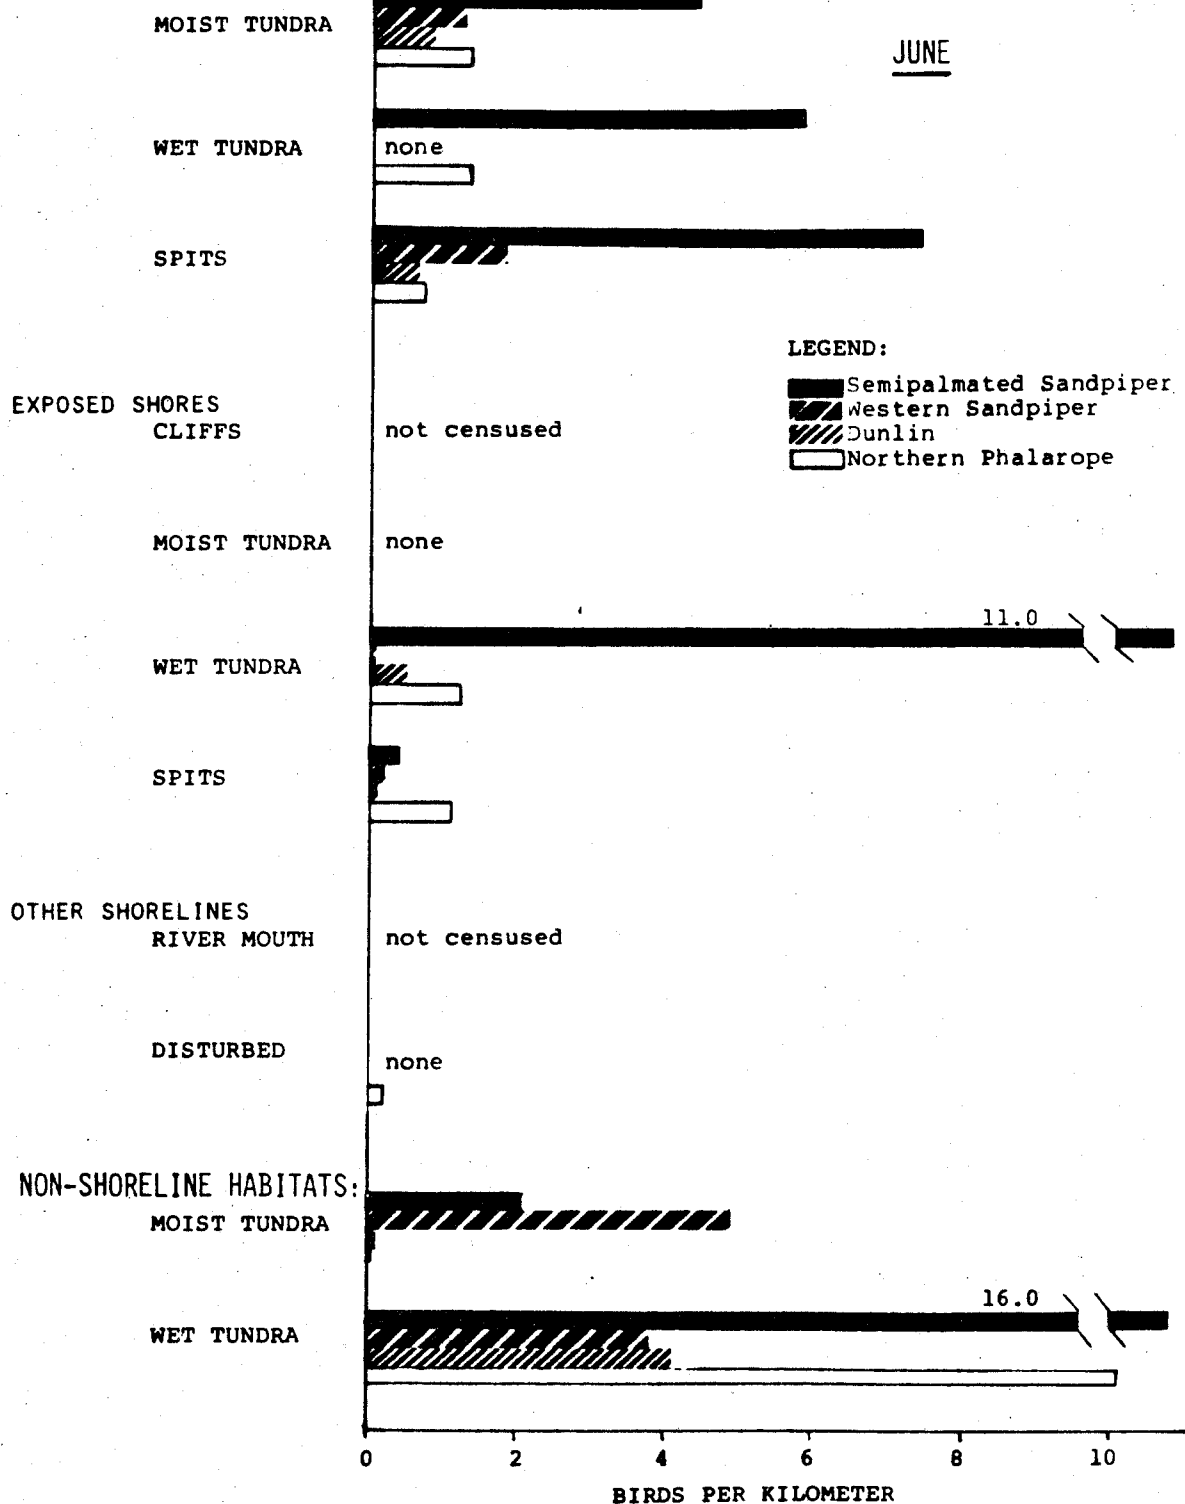 MOIST TUNDRA
JUNE
WET TUNDRA
none
SPITS
LEGEND:
Semipalmated Sandpiper
Western Sandpiper
Dunlin
Northern Phalarope
EXPOSED SHORES
CLIFFS
not censused
MOIST TUNDRA
none
11.0
WET TUNDRA
SPITS
OTHER SHORELINES
RIVER MOUTH
not censused
DISTURBED
none
NON-SHORELINE HABITATS:
MOIST TUNDRA
16.0
WET TUNDRA
0 2 4 6 8 10
BIRDS PER KILOMETER